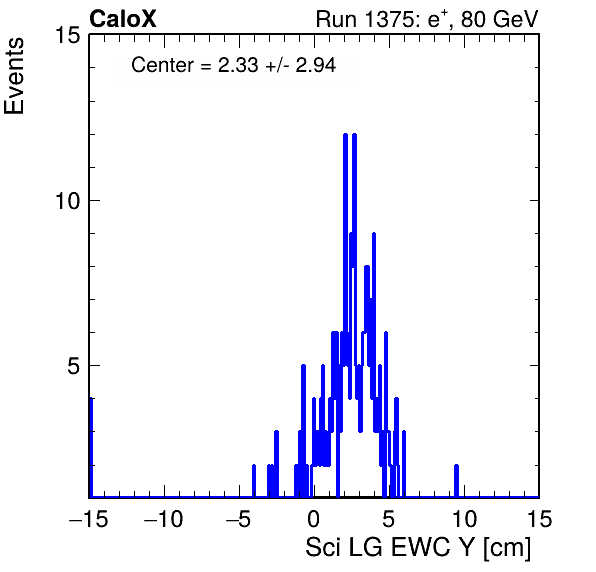 CaloX Run 1375: e⁺, 80 GeV
Center = 2.33 +/- 2.94
Events
15
10
5
−15 −10 −5 0 5 10 15
Sci LG EWC Y [cm]